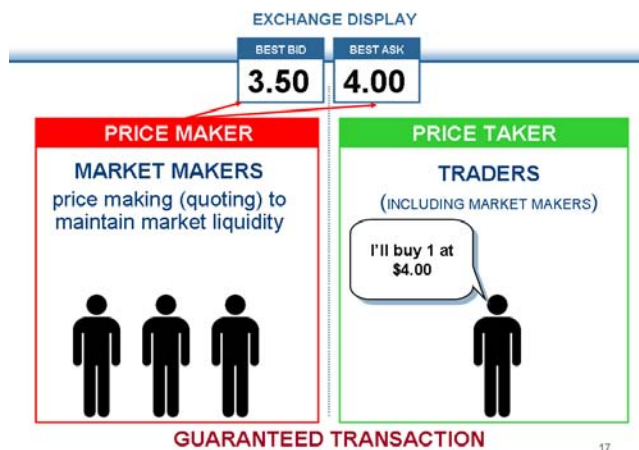 EXCHANGE DISPLAY
BEST BID
BEST ASK
3.50
4.00
PRICE MAKER
MARKET MAKERS
price making (quoting) to
maintain market liquidity
PRICE TAKER
TRADERS
(INCLUDING MARKET MAKERS)
I'll buy 1 at
$4.00
GUARANTEED TRANSACTION
17